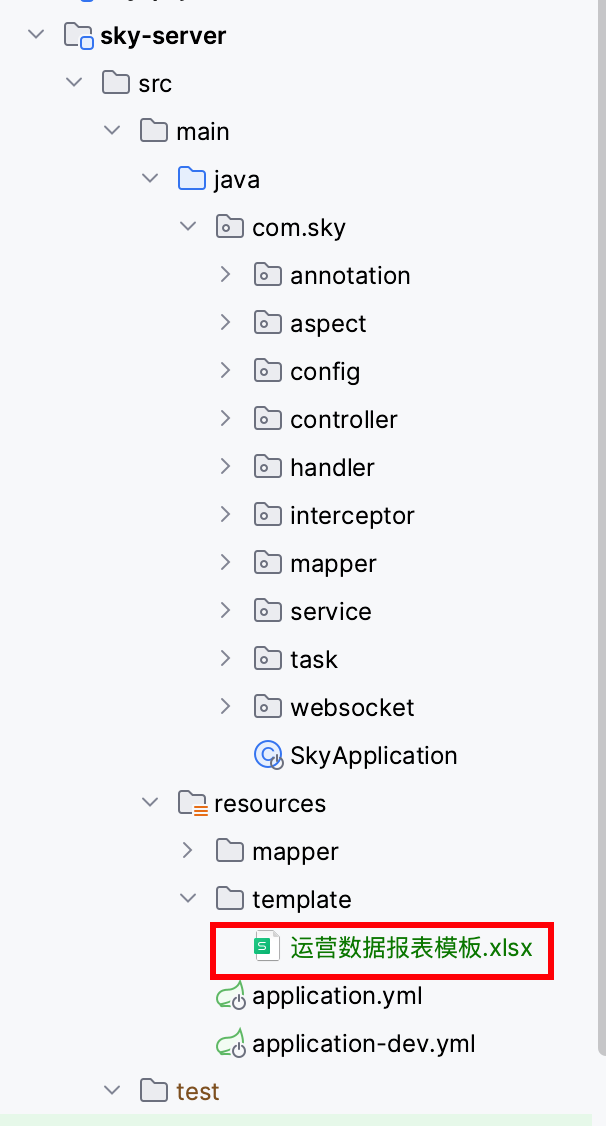 sky-server
src
main
java
com.sky
annotation
aspect
config
controller
handler
interceptor
mapper
service
task
websocket
SkyApplication
resources
mapper
template
运营数据报表模板.xlsx
application.yml
application-dev.yml
test